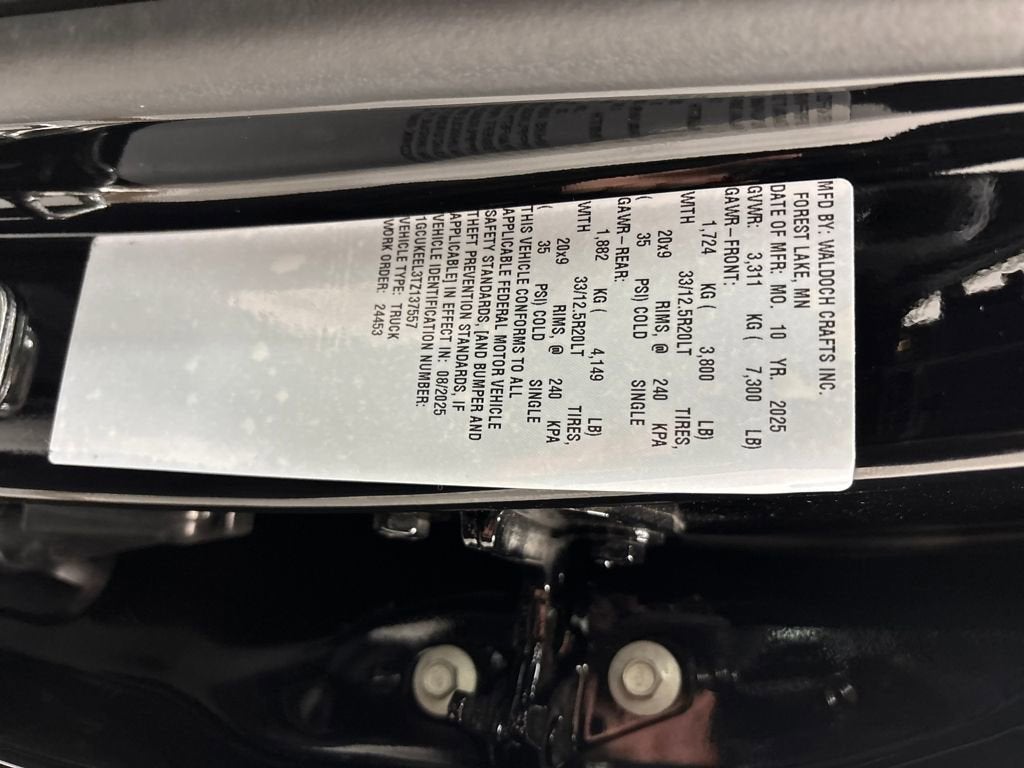 MFD BY: WALDOCH CRAFTS INC.
FOREST LAKE, MN
DATE OF MFR: MO. 10 YR. 2025
GVWR: 3,311 KG ( 7,300 LB)
GAWR-FRONT:
1,724 KG ( 3,800 LB)
WITH 33/12.5R20LT TIRES,
20x9 RIMS, @ 240 KPA
( 35 PSI) COLD SINGLE
GAWR-REAR:
1,882 KG ( 4,149 LB)
WITH 33/12.5R20LT TIRES,
20x9 RIMS, @ 240 KPA
( 35 PSI) COLD SINGLE
THIS VEHICLE CONFORMS TO ALL
APPLICABLE FEDERAL MOTOR VEHICLE
SAFETY STANDARDS, [AND BUMPER AND
THEFT PREVENTION STANDARDS, IF
APPLICABLE] IN EFFECT IN: 08/2025
VEHICLE IDENTIFICATION NUMBER:
1GCUKEEL3TZ137557
VEHICLE TYPE: TRUCK
WORK ORDER: 24453